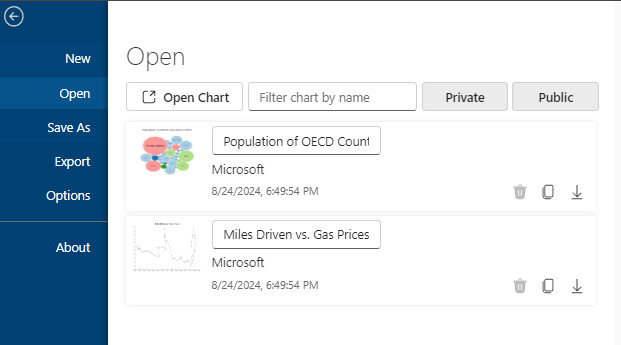 New
Open
Save As
Export
Options
About
Open
Open Chart
Filter chart by name
Private
Public
Population of OECD Count
Microsoft
8/24/2024, 6:49:54 PM
Miles Driven vs. Gas Prices
Microsoft
8/24/2024, 6:49:54 PM